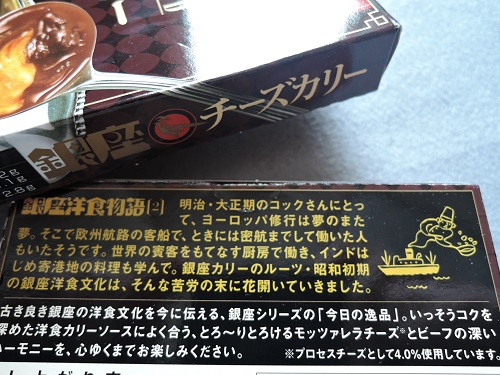 チーズカリー
銀座
2g
1g
2.8g
銀座洋食物語[2]
明治・大正期のコックさんにとっ
て、ヨーロッパ修行は夢のまた
夢。そこで欧州航路の客船で、ときには密航までして働いた人
もいたそうです。世界の賓客をもてなす厨房で働き、インドは
じめ寄港地の料理も学んで。銀座カリーのルーツ・昭和初期
の銀座洋食文化は、そんな苦労の末に花開いていきました。
古き良き銀座の洋食文化を今に伝える、銀座シリーズの「今日の逸品」。いっそうコクを
深めた洋食カリーソースによく合う、とろ〜りとろけるモッツァレラチーズ※とビーフの深い
ハーモニーを、心ゆくまでお楽しみください。
※プロセスチーズとして4.0%使用しています。